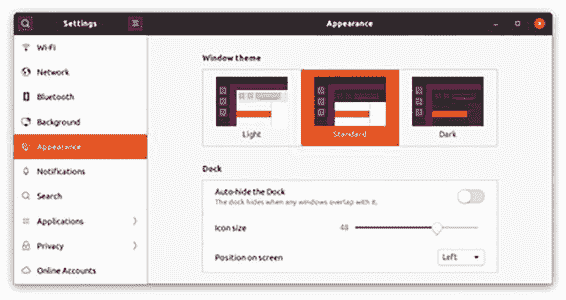 Settings
Appearance
Wi-Fi
Network
Bluetooth
Background
Appearance
Notifications
Search
Applications
Privacy
Online Accounts
Window theme
Light
Standard
Dark
Dock
Auto-hide the Dock
The dock hides when any windows overlap with it.
Icon size
48
Position on screen
Left